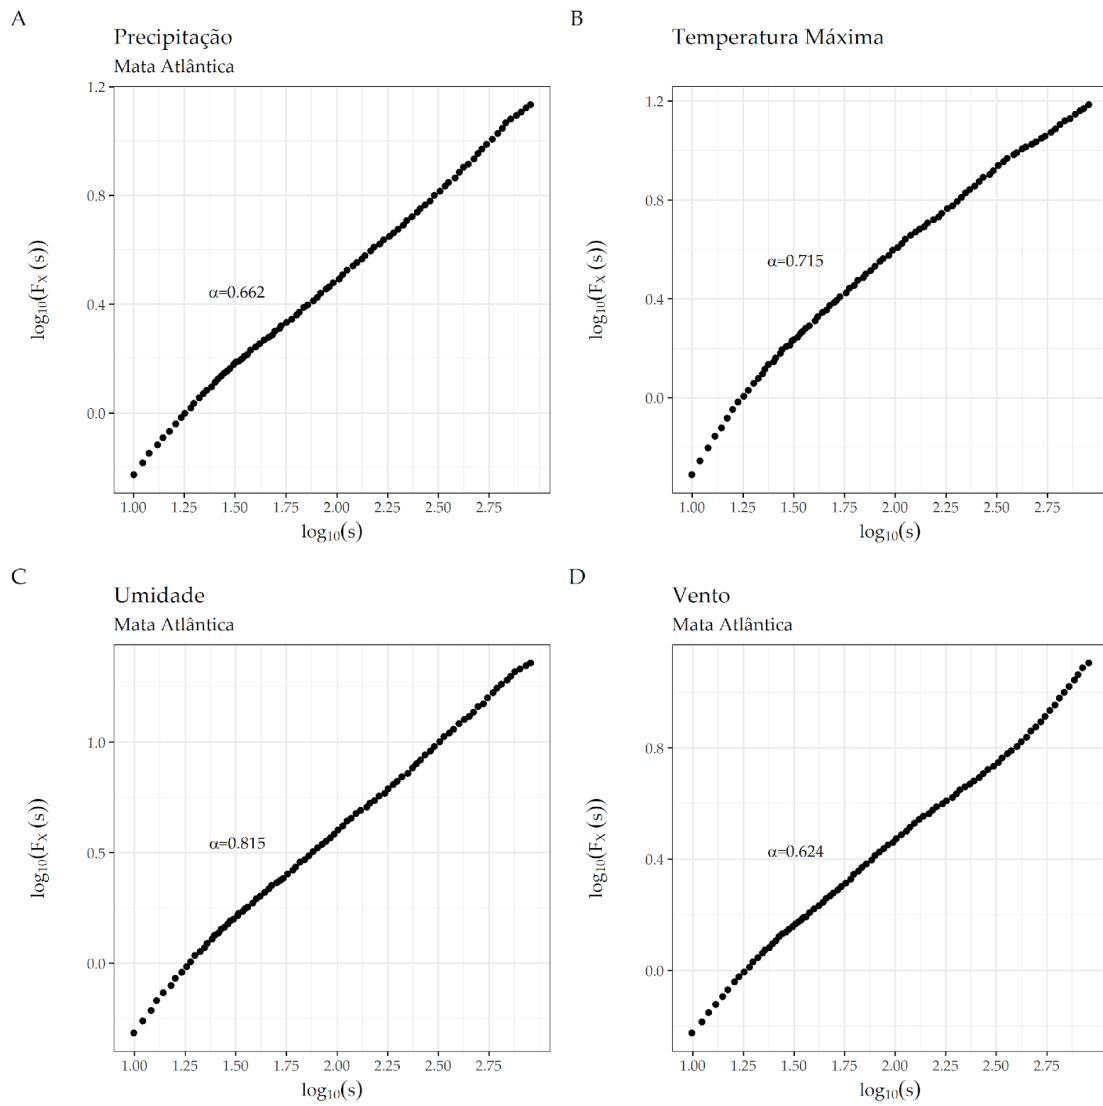 A
Precipitação
Mata Atlântica
1.2
0.8
0.4
0.0
log10(FX(s))
α=0.662
1.00 1.25 1.50 1.75 2.00 2.25 2.50 2.75
log10(s)
B
Temperatura Máxima
1.2
0.8
0.4
0.0
log10(FX(s))
α=0.715
1.00 1.25 1.50 1.75 2.00 2.25 2.50 2.75
log10(s)
C
Umidade
Mata Atlântica
1.0
0.5
0.0
log10(FX(s))
α=0.815
1.00 1.25 1.50 1.75 2.00 2.25 2.50 2.75
log10(s)
D
Vento
Mata Atlântica
0.8
0.4
0.0
log10(FX(s))
α=0.624
1.00 1.25 1.50 1.75 2.00 2.25 2.50 2.75
log10(s)